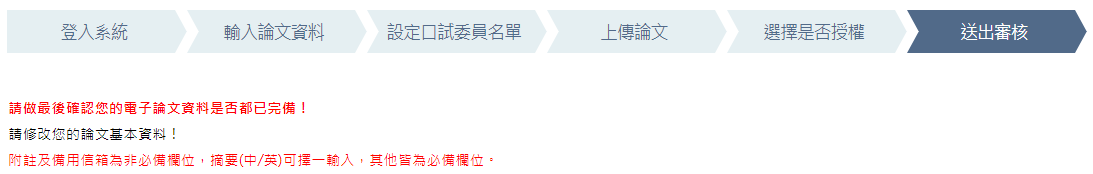 登入系統
輸入論文資料
設定口試委員名單
上傳論文
選擇是否授權
送出審核
請做最後確認您的電子論文資料是否都已完備！
請修改您的論文基本資料！
附註及備用信箱為非必備欄位，摘要(中/英)可擇一輸入，其他皆為必備欄位。